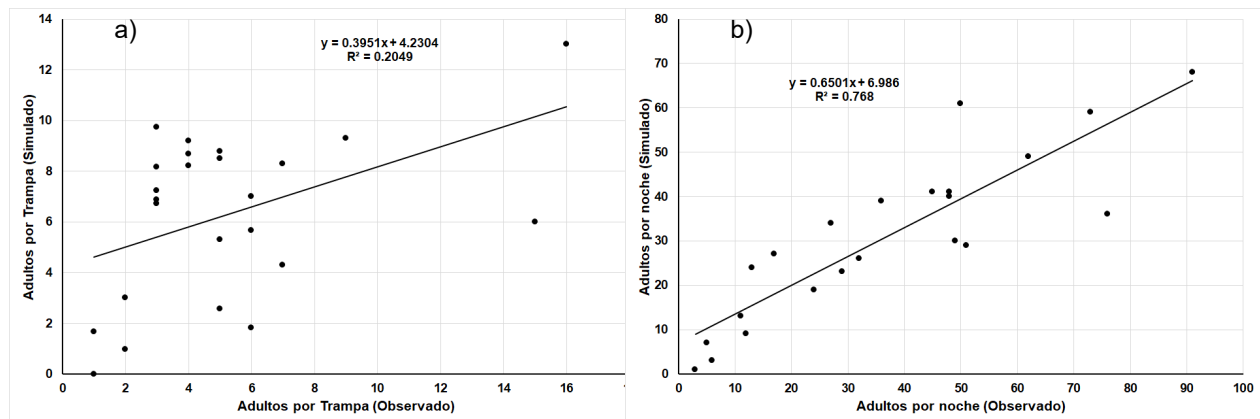 a)
y = 0.3951x + 4.2304
R² = 0.2049
14
12
10
8
6
4
2
0
0 2 4 6 8 10 12 14 16
Adultos por Trampa (Simulado)
Adultos por Trampa (Observado)
b)
y = 0.6501x + 6.986
R² = 0.768
80
70
60
50
40
30
20
10
0
0 10 20 30 40 50 60 70 80 90 100
Adultos por noche (Simulado)
Adultos por noche (Observado)